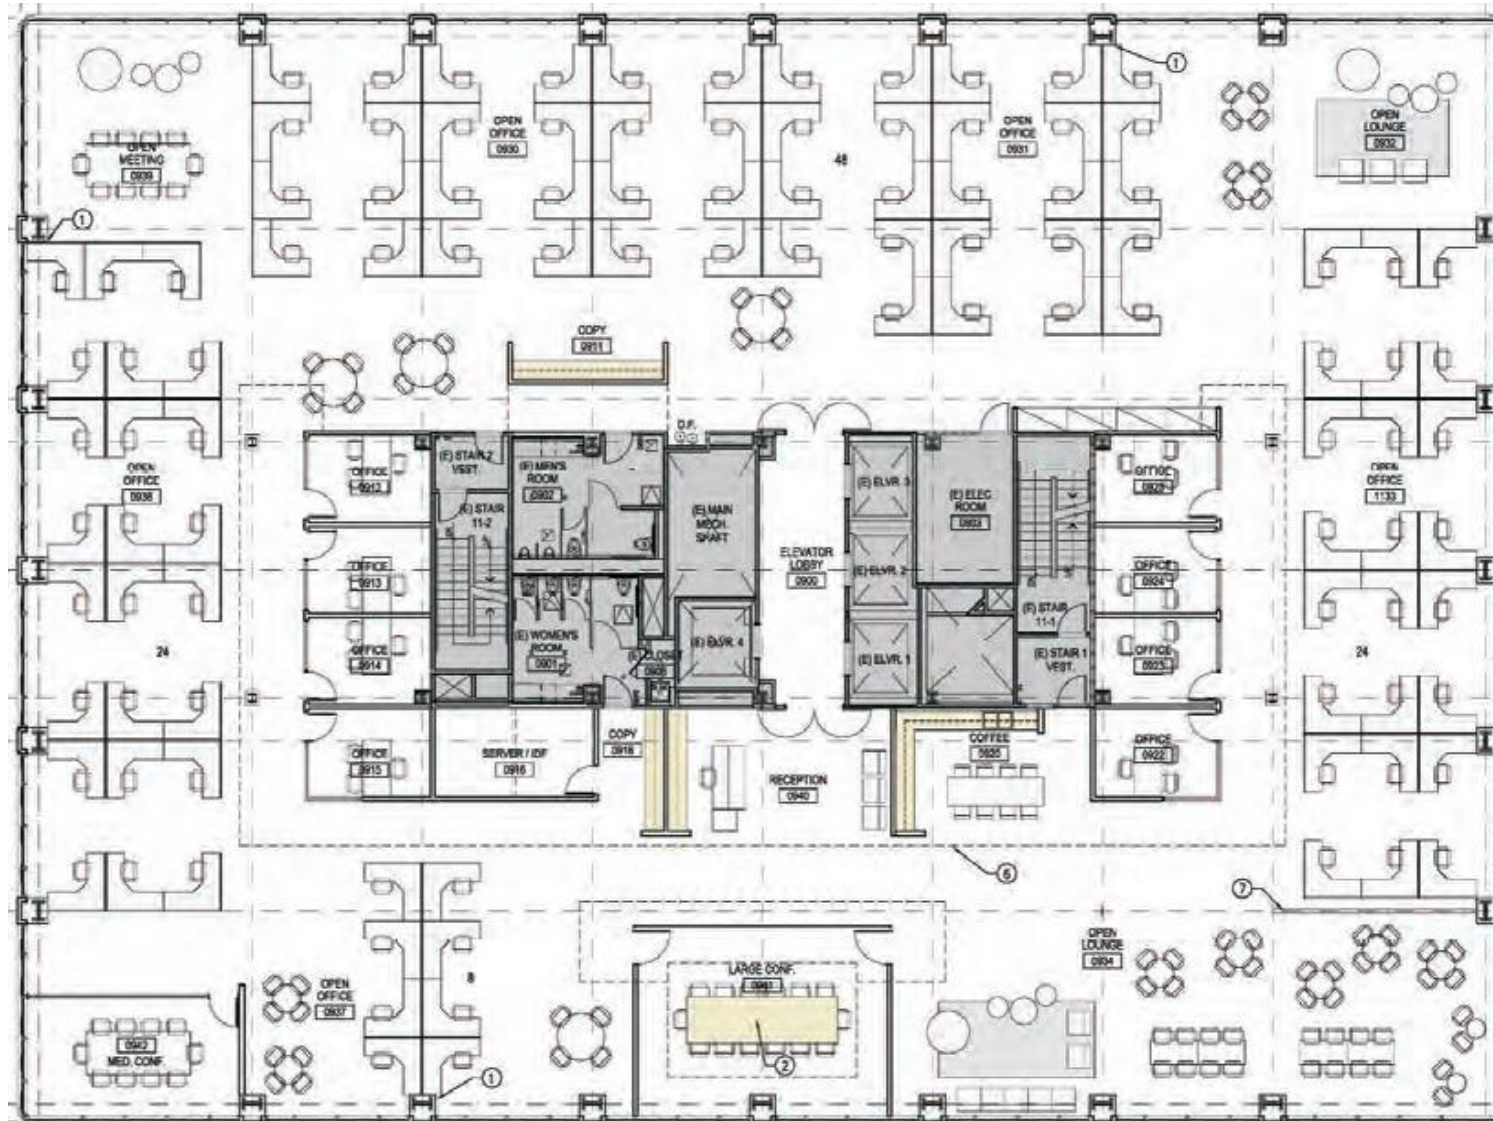 1
OPEN
LOUNGE
0932
OPEN
OFFICE
0930
OPEN
OFFICE
0931
48
OPEN
MEETING
0939
1
COPY
0911
D.F.
(E) STAIR 2
VEST.
(E) MEN'S
ROOM
0902
OFFICE
0912
(E) STAIR
11-2
(E) MAIN
MECH.
SHAFT
(E) ELVR. 3
(E) ELEC
ROOM
0903
OFFICE
OPEN
OFFICE
0938
OPEN
OFFICE
1133
ELEVATOR
LOBBY
0900
OFFICE
0913
(E) ELVR. 2
OFFICE
0924
(E) STAIR
11-1
24
OFFICE
0914
(E) WOMEN'S
ROOM
0901
(E) CLOSET
(E) ELVR. 4
(E) ELVR. 1
(E) STAIR 1
VEST.
OFFICE
0923
24
OFFICE
0915
SERVER / IDF
0916
COPY
RECEPTION
0940
COFFEE
OFFICE
0922
6
7
OPEN
LOUNGE
0934
OPEN
OFFICE
0937
8
LARGE CONF.
0941
0942
MED. CONF.
2
1